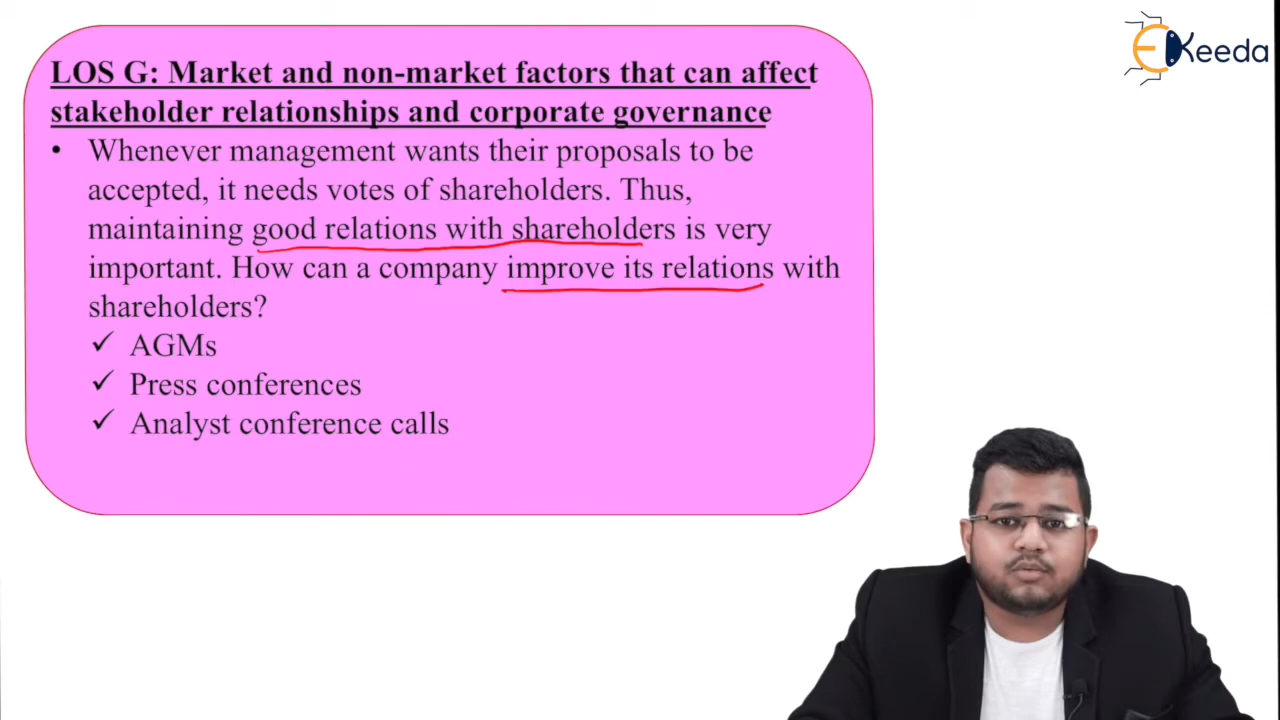 EKeeda
LOS G: Market and non-market factors that can affect
stakeholder relationships and corporate governance
• Whenever management wants their proposals to be
accepted, it needs votes of shareholders. Thus,
maintaining good relations with shareholders is very
important. How can a company improve its relations with
shareholders?
✓ AGMs
✓ Press conferences
✓ Analyst conference calls